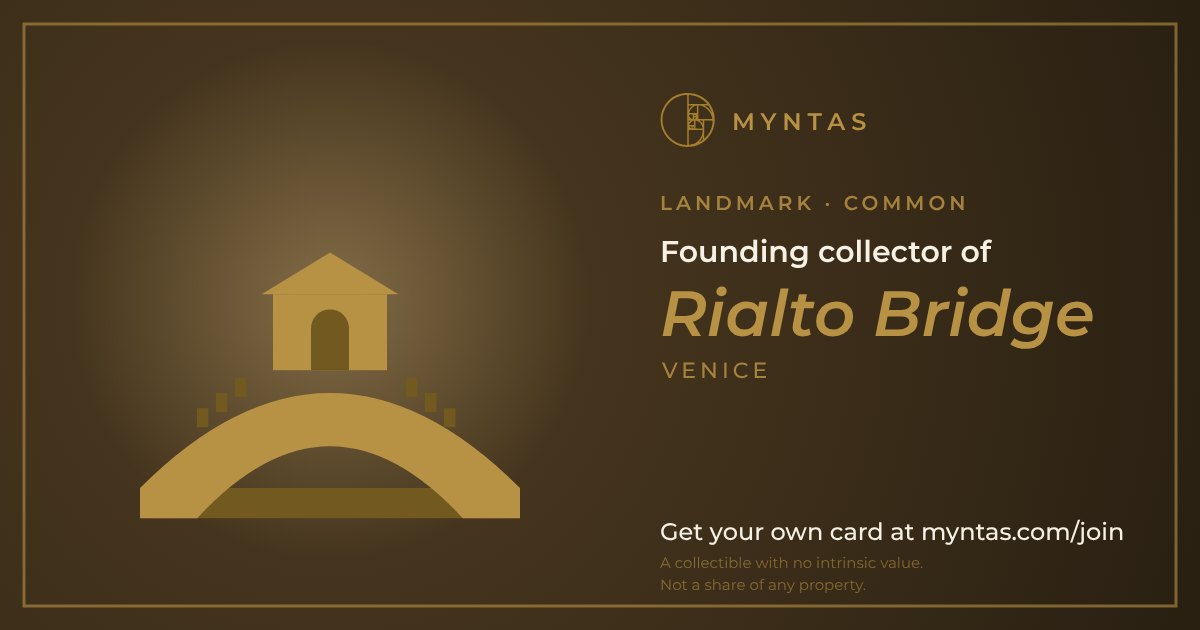 MYNTAS
LANDMARK · COMMON
Founding collector of
Rialto Bridge
VENICE
Get your own card at myntas.com/join
A collectible with no intrinsic value.
Not a share of any property.